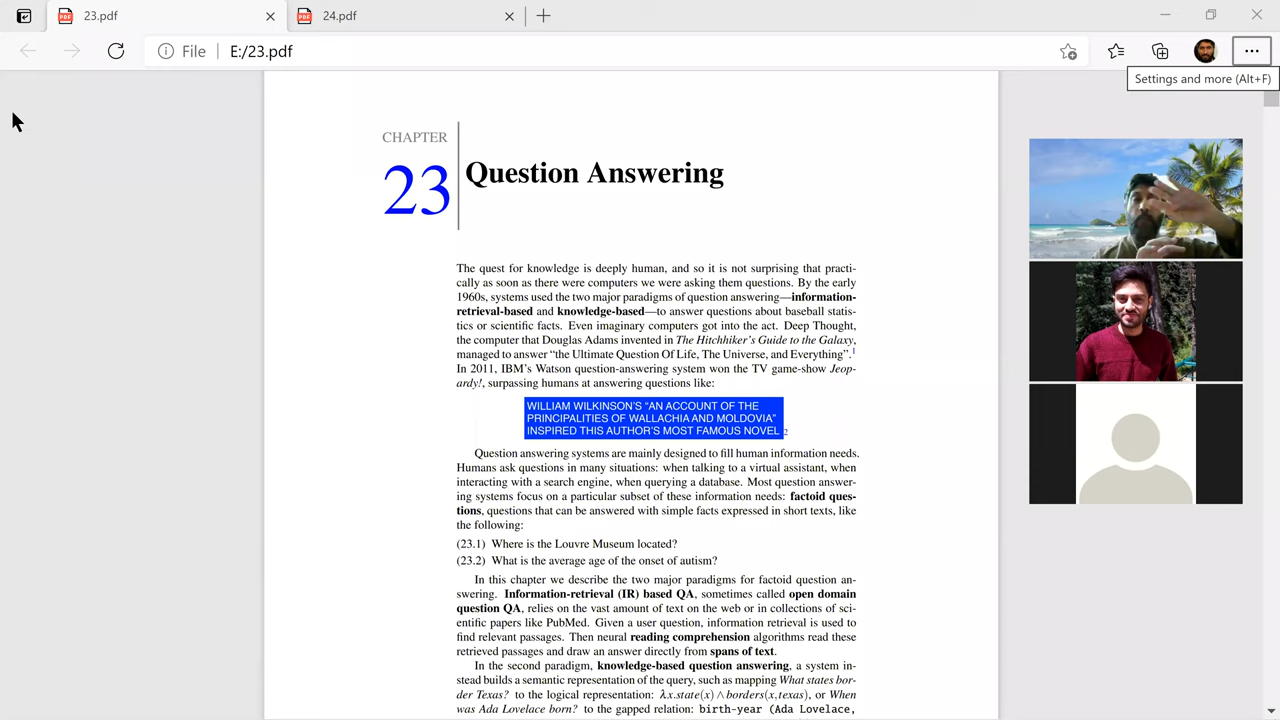 23.pdf
24.pdf
File
E:/23.pdf
Settings and more (Alt+F)
CHAPTER
23
Question Answering
The quest for knowledge is deeply human, and so it is not surprising that practi-
cally as soon as there were computers we were asking them questions. By the early
1960s, systems used the two major paradigms of question answering—information-
retrieval-based and knowledge-based—to answer questions about baseball statis-
tics or scientific facts. Even imaginary computers got into the act. Deep Thought,
the computer that Douglas Adams invented in The Hitchhiker's Guide to the Galaxy,
managed to answer “the Ultimate Question Of Life, The Universe, and Everything”.1
In 2011, IBM's Watson question-answering system won the TV game-show Jeop-
ardy!, surpassing humans at answering questions like:
WILLIAM WILKINSON'S “AN ACCOUNT OF THE
PRINCIPALITIES OF WALLACHIA AND MOLDOVIA”
INSPIRED THIS AUTHOR'S MOST FAMOUS NOVEL 2
Question answering systems are mainly designed to fill human information needs.
Humans ask questions in many situations: when talking to a virtual assistant, when
interacting with a search engine, when querying a database. Most question answer-
ing systems focus on a particular subset of these information needs: factoid ques-
tions, questions that can be answered with simple facts expressed in short texts, like
the following:
(23.1) Where is the Louvre Museum located?
(23.2) What is the average age of the onset of autism?
In this chapter we describe the two major paradigms for factoid question an-
swering. Information-retrieval (IR) based QA, sometimes called open domain
question QA, relies on the vast amount of text on the web or in collections of sci-
entific papers like PubMed. Given a user question, information retrieval is used to
find relevant passages. Then neural reading comprehension algorithms read these
retrieved passages and draw an answer directly from spans of text.
In the second paradigm, knowledge-based question answering, a system in-
stead builds a semantic representation of the query, such as mapping What states bor-
der Texas? to the logical representation: λx.state(x) ∧ borders(x,texas), or When
was Ada Lovelace born? to the gapped relation: birth-year (Ada Lovelace,